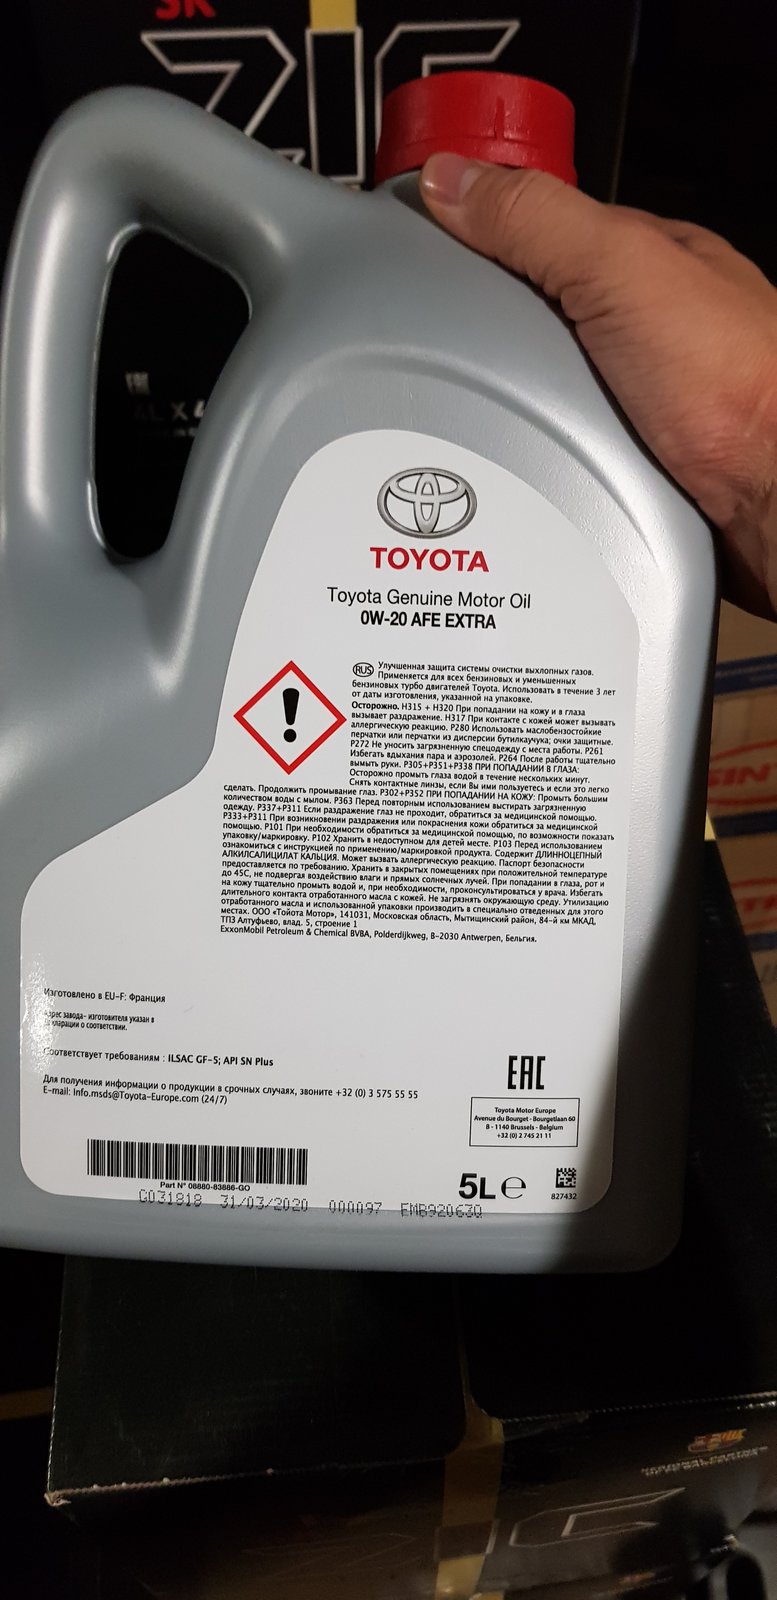 SK
ZIC
EAC
4L X 4
TOYOTA
Toyota Genuine Motor Oil
0W-20 AFE EXTRA
RUS Улучшенная защита системы очистки выхлопных газов.
Применяется для всех бензиновых и уменьшенных
бензиновых турбо двигателей Toyota. Использовать в течение 3 лет
от даты изготовления, указанной на упаковке.
Осторожно. H315 + H320 При попадании на кожу и в глаза
вызывает раздражение. H317 При контакте с кожей может вызывать
аллергическую реакцию. P280 Использовать маслобензостойкие
перчатки или перчатки из дисперсии бутилкаучука; очки защитные.
P272 Не уносить загрязненную спецодежду с места работы. P261
Избегать вдыхания пара и аэрозолей. P264 После работы тщательно
вымыть руки. P305+P351+P338 ПРИ ПОПАДАНИИ В ГЛАЗА:
Осторожно промыть глаза водой в течение нескольких минут.
Снять контактные линзы, если Вы ими пользуетесь и если это легко
сделать. Продолжить промывание глаз. P302+P352 ПРИ ПОПАДАНИИ НА КОЖУ: Промыть большим
количеством воды с мылом. P363 Перед повторным использованием выстирать загрязненную
одежду. P337+P311 Если раздражение глаз не проходит, обратиться за медицинской помощью.
P333+P311 При возникновении раздражения или покраснения кожи обратиться за медицинской
помощью. P101 При необходимости обратиться за медицинской помощью, по возможности показать
упаковку/маркировку. P102 Хранить в недоступном для детей месте. P103 Перед использованием
ознакомиться с инструкцией по применению/маркировкой продукта. Содержит ДЛИННОЦЕПНЫЙ
АЛКИЛСАЛИЦИЛАТ КАЛЬЦИЯ. Может вызвать аллергическую реакцию. Паспорт безопасности
предоставляется по требованию. Хранить в закрытых помещениях при положительной температуре
до 45С, не подвергая воздействию влаги и прямых солнечных лучей. При попадании в глаза, рот и
на кожу тщательно промыть водой и, при необходимости, проконсультироваться у врача. Избегать
длительного контакта отработанного масла с кожей. Не загрязнять окружающую среду. Утилизацию
отработанного масла и использованной упаковки производить в специально отведенных для этого
местах. ООО «Тойота Мотор», 141031, Московская область, Мытищинский район, 84-й км МКАД,
ТПЗ Алтуфьево, влад. 5, строение 1
ExxonMobil Petroleum & Chemical BVBA, Polderdijkweg, B-2030 Antwerpen, Бельгия.
Изготовлено в EU-F: Франция
Адрес завода- изготовителя указан в
декларации о соответствии.
Соответствует требованиям : ILSAC GF-5; API SN Plus
Для получения информации о продукции в срочных случаях, звоните +32 (0) 3 575 55 55
E-mail: Info.msds@Toyota-Europe.com (24/7)
EAC
Toyota Motor Europe
Avenue du Bourget - Bourgetlaan 60
B - 1140 Brussels - Belgium
+32 (0) 2 745 21 11
Part N° 08880-83886-GO
5L e
827432
G031818 31/03/2020 000097 EMB92063Q
ZIC